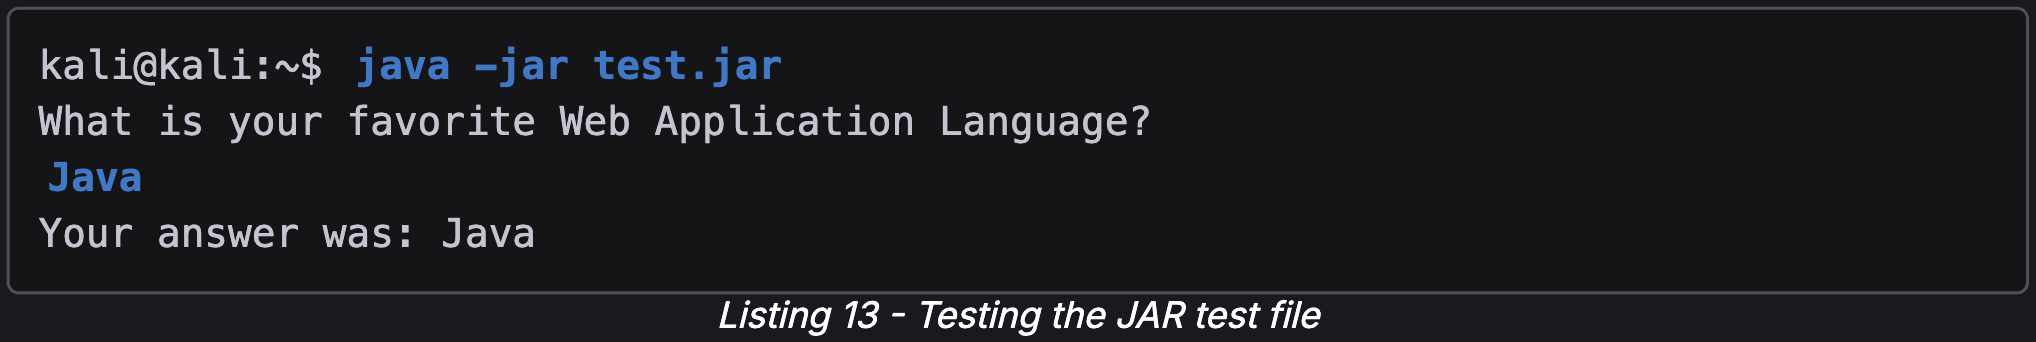 kali@kali:~$ java -jar test.jar
What is your favorite Web Application Language?
Java
Your answer was: Java
Listing 13 - Testing the JAR test file